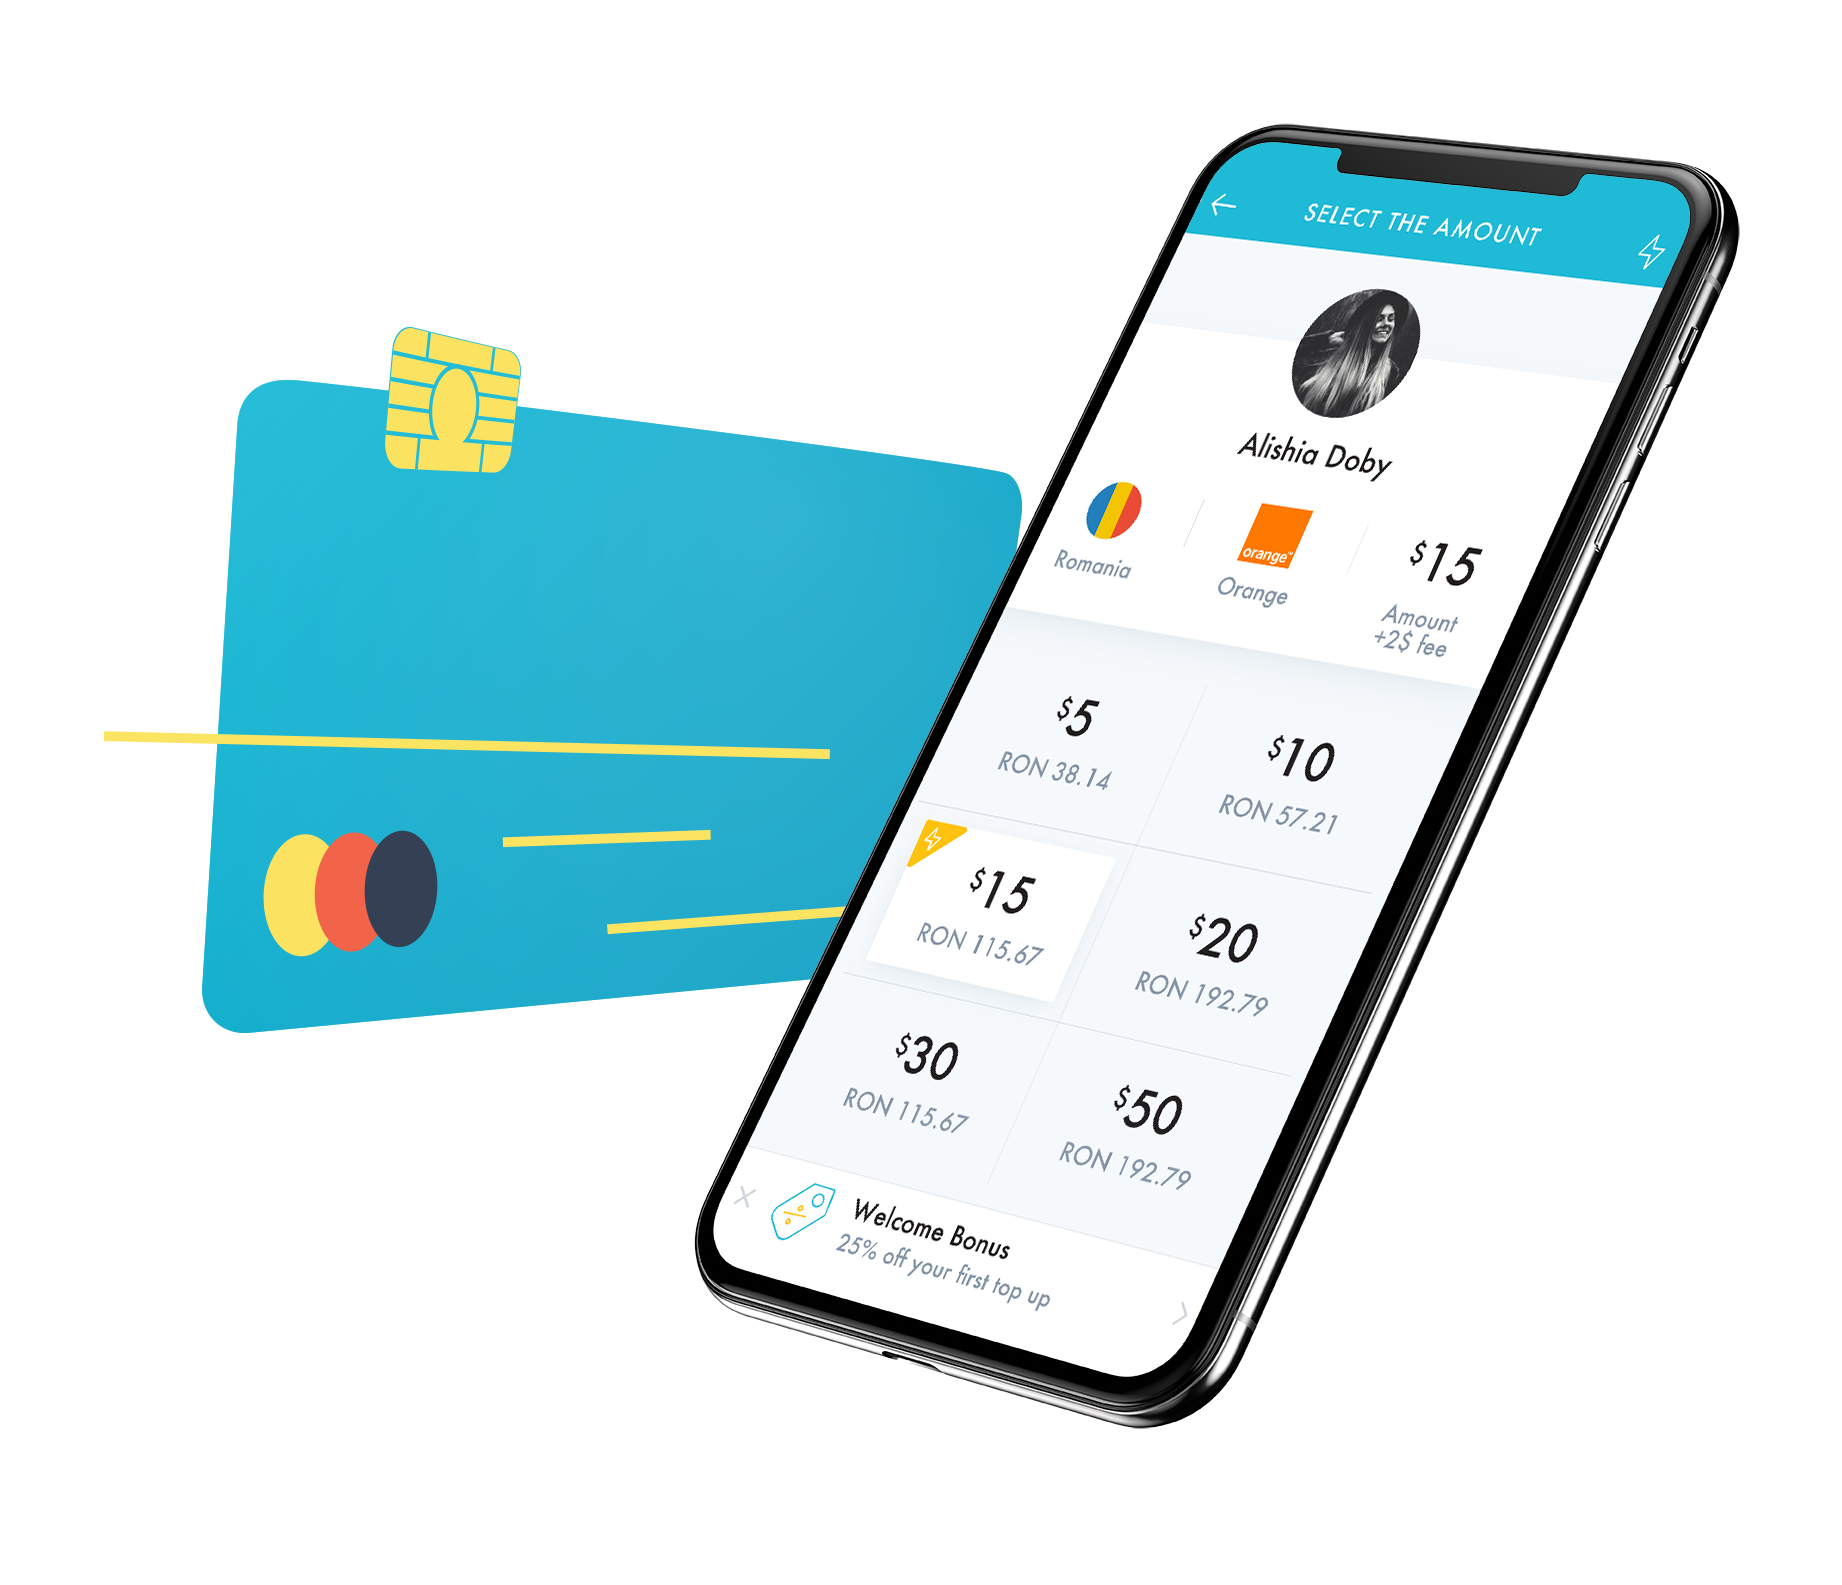 SELECT THE AMOUNT
Alishia Doby
orange™
Romania
Orange
$15
Amount
+2$ fee
$5
RON 38.14
$10
RON 57.21
$15
RON 115.67
$20
RON 192.79
$30
RON 115.67
$50
RON 192.79
Welcome Bonus
25% off your first top up